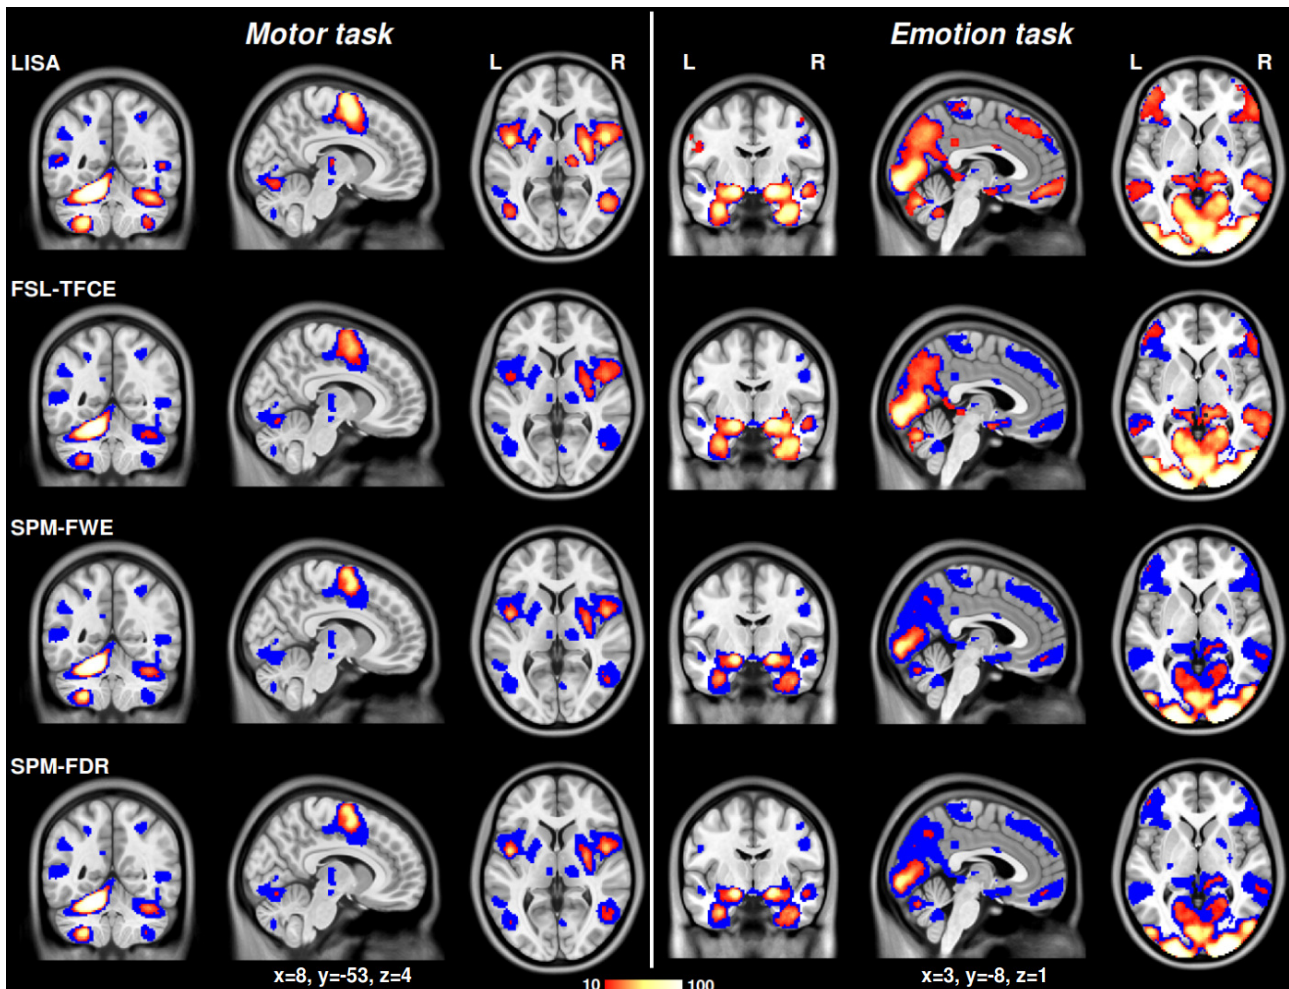 Motor task
Emotion task
LISA
L
R
L
R
L
R
FSL-TFCE
SPM-FWE
SPM-FDR
x=8, y=-53, z=4
10
100
x=3, y=-8, z=1